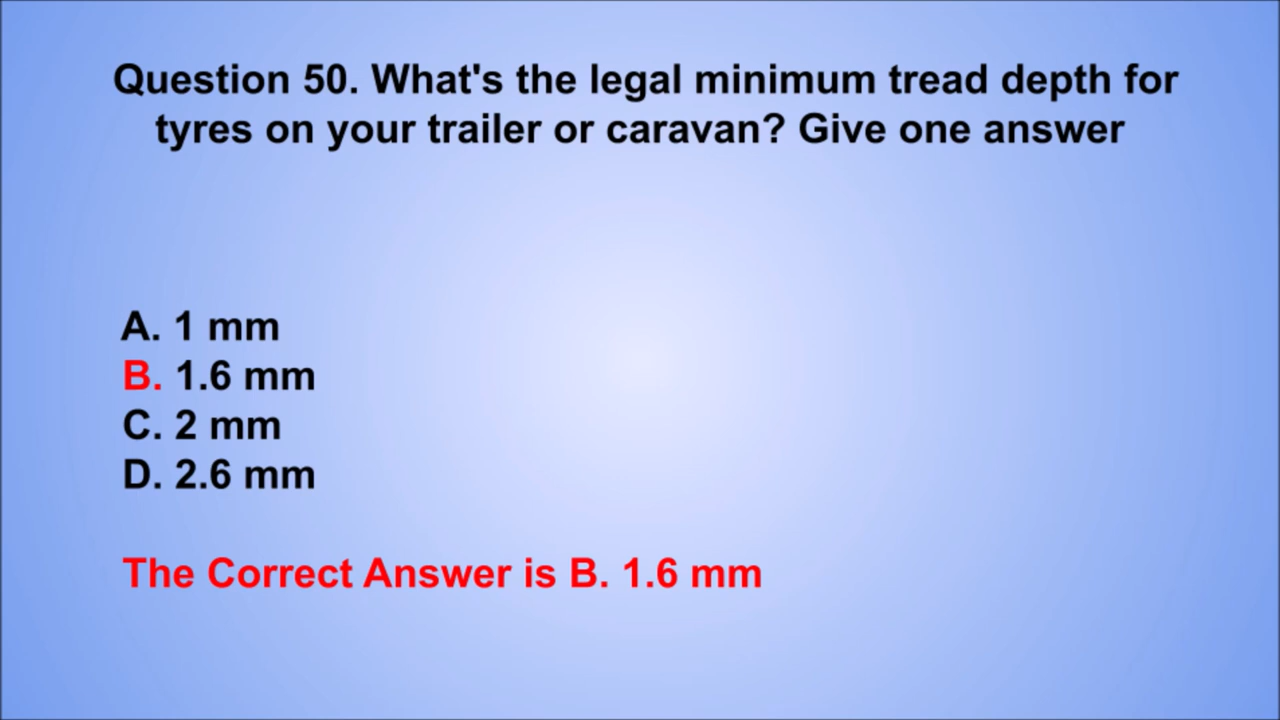 Question 50. What's the legal minimum tread depth for
tyres on your trailer or caravan? Give one answer
A. 1 mm
B. 1.6 mm
C. 2 mm
D. 2.6 mm
The Correct Answer is B. 1.6 mm